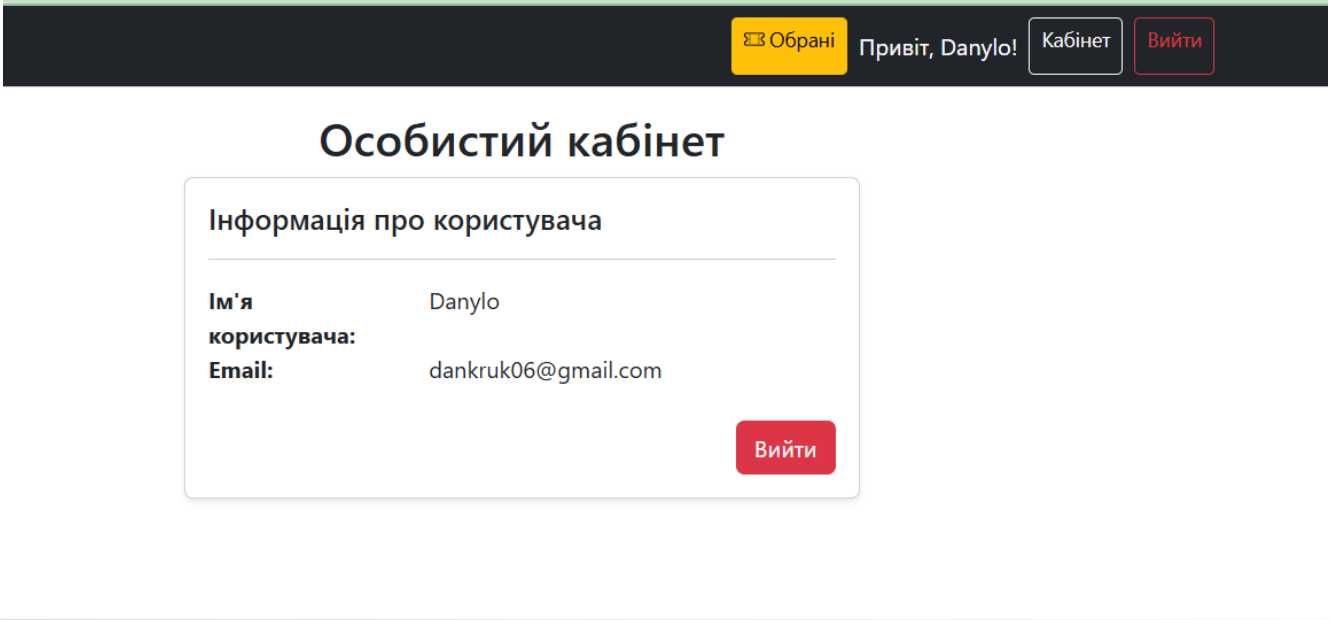 Обрані Привіт, Danylo! Кабінет Вийти
Особистий кабінет
Інформація про користувача
Ім'я Danylo
користувача:
Email: dankruk06@gmail.com
Вийти